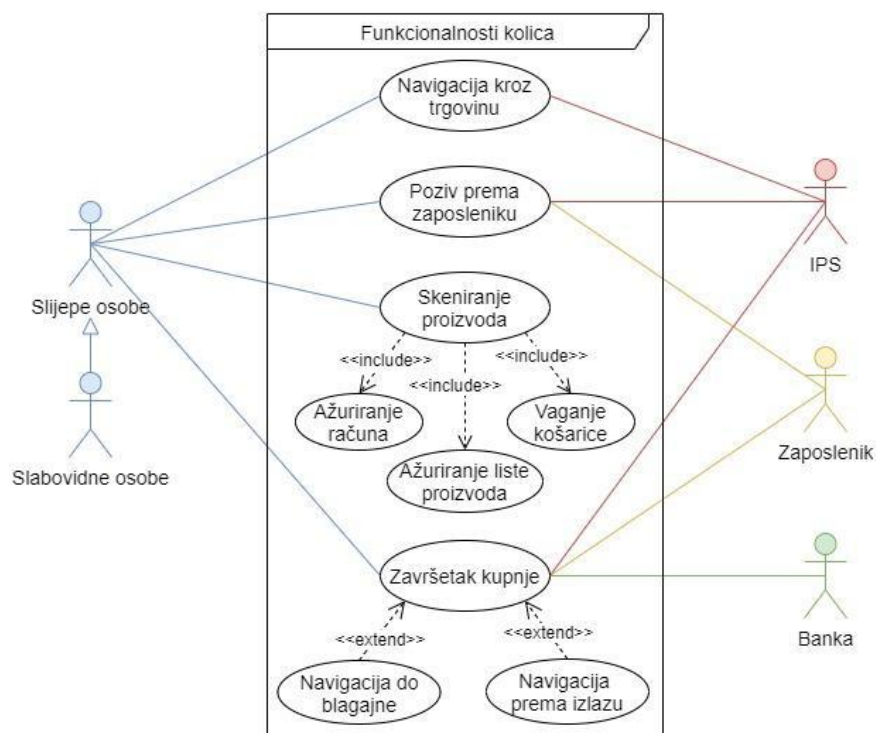 Funkcionalnosti kolica
Navigacija kroz
trgovinu
Poziv prema
zaposleniku
IPS
Slijepe osobe
Skeniranje
proizvoda
<<include>>
<<include>>
<<include>>
Ažuriranje
računa
Vaganje
košarice
Zaposlenik
Slabovidne osobe
Ažuriranje liste
proizvoda
Završetak kupnje
Banka
<<extend>>
<<extend>>
Navigacija do
blagajne
Navigacija
prema izlazu